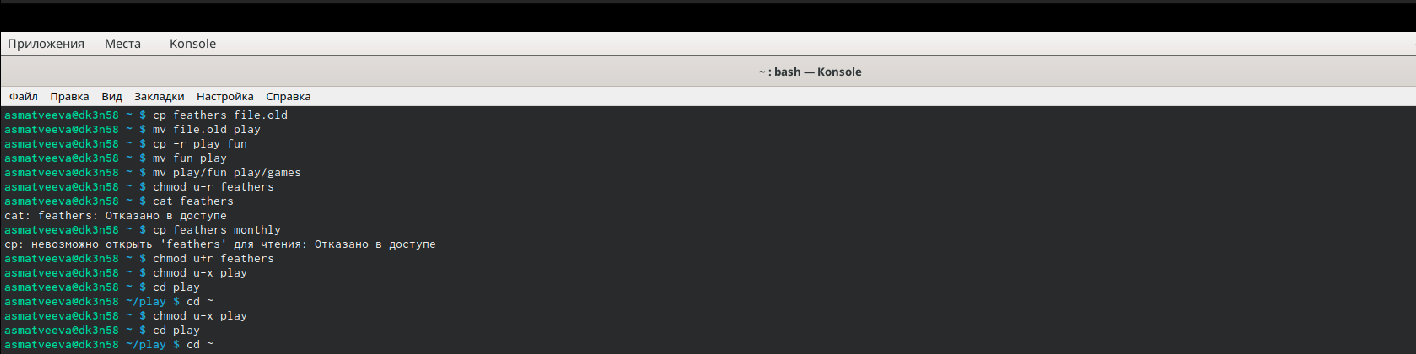 Приложения Места Konsole
~ : bash — Konsole
Файл Правка Вид Закладки Настройка Справка
asmatveeva@dk3n58 ~ $ cp feathers file.old
asmatveeva@dk3n58 ~ $ mv file.old play
asmatveeva@dk3n58 ~ $ cp -r play fun
asmatveeva@dk3n58 ~ $ mv fun play
asmatveeva@dk3n58 ~ $ mv play/fun play/games
asmatveeva@dk3n58 ~ $ chmod u-r feathers
asmatveeva@dk3n58 ~ $ cat feathers
cat: feathers: Отказано в доступе
asmatveeva@dk3n58 ~ $ cp feathers monthly
cp: невозможно открыть 'feathers' для чтения: Отказано в доступе
asmatveeva@dk3n58 ~ $ chmod u+r feathers
asmatveeva@dk3n58 ~ $ chmod u-x play
asmatveeva@dk3n58 ~ $ cd play
asmatveeva@dk3n58 ~/play $ cd ~
asmatveeva@dk3n58 ~ $ chmod u-x play
asmatveeva@dk3n58 ~ $ cd play
asmatveeva@dk3n58 ~/play $ cd ~